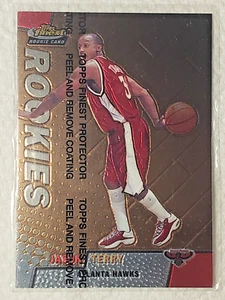 Finest
ROOKIE CARD
ROOKIES
TOPPS FINEST PROTECTOR
PEEL AND REMOVE COATING
TOPPS FINEST
PEEL AND REMOVE
TERRY
ATLANTA HAWKS